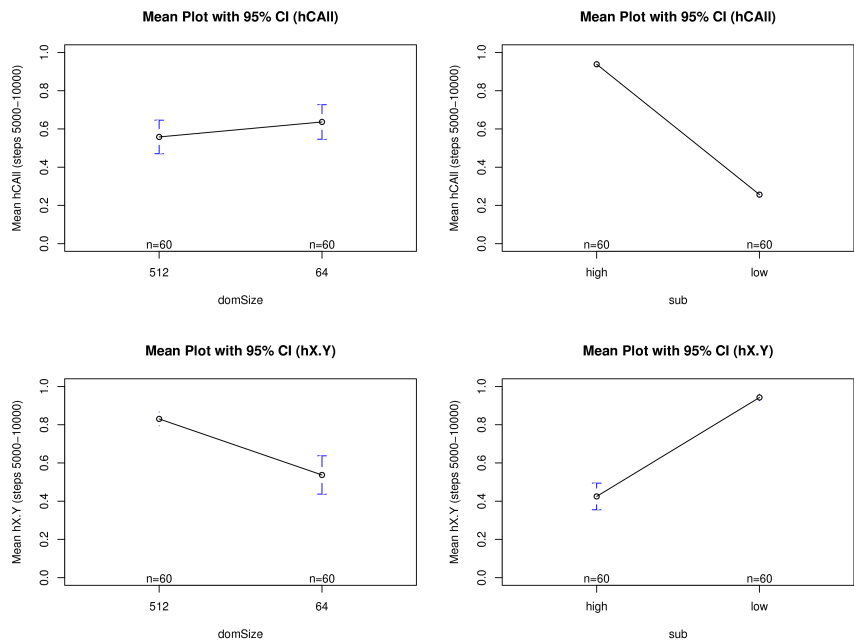 Mean Plot with 95% CI (hCAll)
Mean hCAll (steps 5000−10000)
0.0 0.2 0.4 0.6 0.8 1.0
n=60 n=60
512 64
domSize
Mean Plot with 95% CI (hCAll)
Mean hCAll (steps 5000−10000)
0.0 0.2 0.4 0.6 0.8 1.0
n=60 n=60
high low
sub
Mean Plot with 95% CI (hX.Y)
Mean hX.Y (steps 5000−10000)
0.0 0.2 0.4 0.6 0.8 1.0
n=60 n=60
512 64
domSize
Mean Plot with 95% CI (hX.Y)
Mean hX.Y (steps 5000−10000)
0.0 0.2 0.4 0.6 0.8 1.0
n=60 n=60
high low
sub